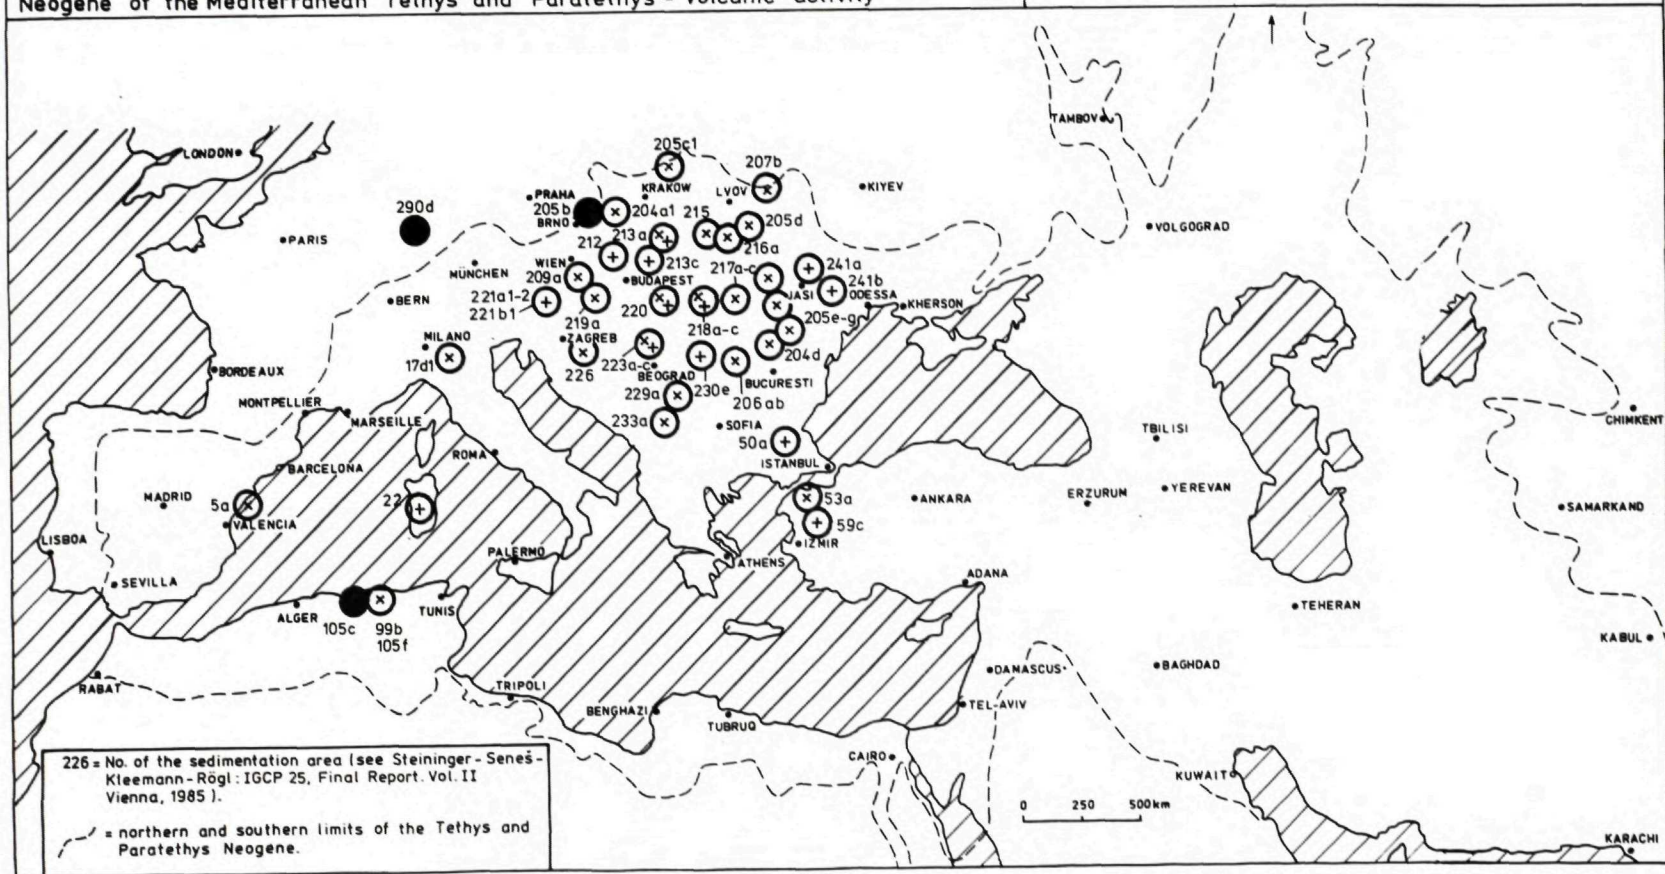 Neogene of the Mediterranean Tethys and Paratethys - volcanic activity
TAMBOV
LONDON
205c1
207b
PRAHA
KRAKOW
LVOV
KIYEV
290d
205b
204a1
215
205d
BRNO
VOLGOGRAD
PARIS
212
213a
216a
WIEN
213c
217a-c
241a
MÜNCHEN
209a
BUDAPEST
241b
BERN
221a1-2
JASI
ODESSA
KHERSON
221b1
220
205e-g
219a
218a-c
MILANO
ZAGREB
204d
17d1
226
223a-c
BEOGRAD
230e
BUCURESTI
BORDEAUX
229a
206ab
MONTPELLIER
CHIMKENT
MARSEILLE
233a
SOFIA
TBILISI
50a
ROMA
ISTANBUL
BARCELONA
MADRID
5a
22
53a
ANKARA
ERZURUM
YEREVAN
SAMARKAND
VALENCIA
59c
LISBOA
IZMIR
PALERMO
ATHENS
SEVILLA
ADANA
ALGER
TUNIS
TEHERAN
105c
99b
105f
KABUL
RABAT
DAMASCUS
BAGHDAD
TRIPOLI
BENGHAZI
TUBRUQ
TEL-AVIV
CAIRO
KUWAIT
226 = No. of the sedimentation area (see Steininger - Seneš -
Kleemann - Rögl : IGCP 25, Final Report. Vol. II
Vienna, 1985 ).
0 250 500km
= northern and southern limits of the Tethys and
Paratethys Neogene.
KARACHI